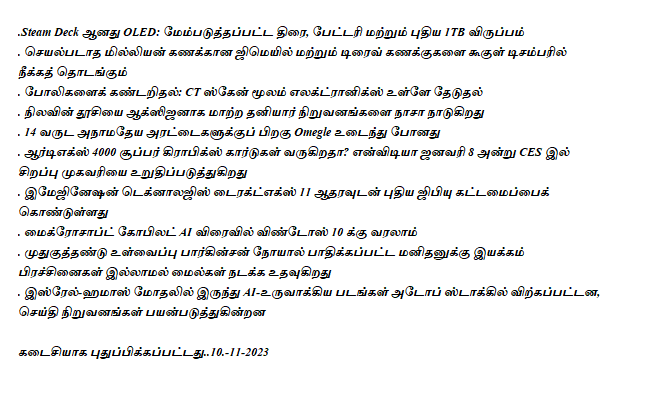 .Steam Deck ஆனது OLED: மேம்படுத்தப்பட்ட திரை, பேட்டரி மற்றும் புதிய 1TB விருப்பம்
. செயல்படாத மில்லியன் கணக்கான ஜிமெயில் மற்றும் டிரைவ் கணக்குகளை கூகுள் டிசம்பரில்
நீக்கத் தொடங்கும்
. போலிகளைக் கண்டறிதல்: CT ஸ்கேன் மூலம் எலக்ட்ரானிக்ஸ் உள்ளே தேடுதல்
. நிலவின் தூசியை ஆக்ஸிஜனாக மாற்ற தனியார் நிறுவனங்களை நாசா நாடுகிறது
. 14 வருட அநாமதேய அரட்டைகளுக்குப் பிறகு Omegle உடைந்து போனது
. ஆர்டிஎக்ஸ் 4000 சூப்பர் கிராபிக்ஸ் கார்டுகள் வருகிறதா? என்விடியா ஜனவரி 8 அன்று CES இல்
சிறப்பு முகவரியை உறுதிப்படுத்துகிறது
. இமேஜினேஷன் டெக்னாலஜிஸ் டைரக்ட்எக்ஸ் 11 ஆதரவுடன் புதிய ஜிபியு கட்டமைப்பைக்
கொண்டுள்ளது
. மைக்ரோசாப்ட் கோபிலட் AI விரைவில் விண்டோஸ் 10 க்கு வரலாம்
. முதுகுத்தண்டு உள்வைப்பு பார்கின்சன் நோயால் பாதிக்கப்பட்ட மனிதனுக்கு இயக்கம்
பிரச்சினைகள் இல்லாமல் மைல்கள் நடக்க உதவுகிறது
. இஸ்ரேல்-ஹமாஸ் மோதலில் இருந்து AI-உருவாக்கிய படங்கள் அடோப் ஸ்டாக்கில் விற்கப்பட்டன,
செய்தி நிறுவனங்கள் பயன்படுத்துகின்றன
கடைசியாக புதுப்பிக்கப்பட்டது..10.-11-2023